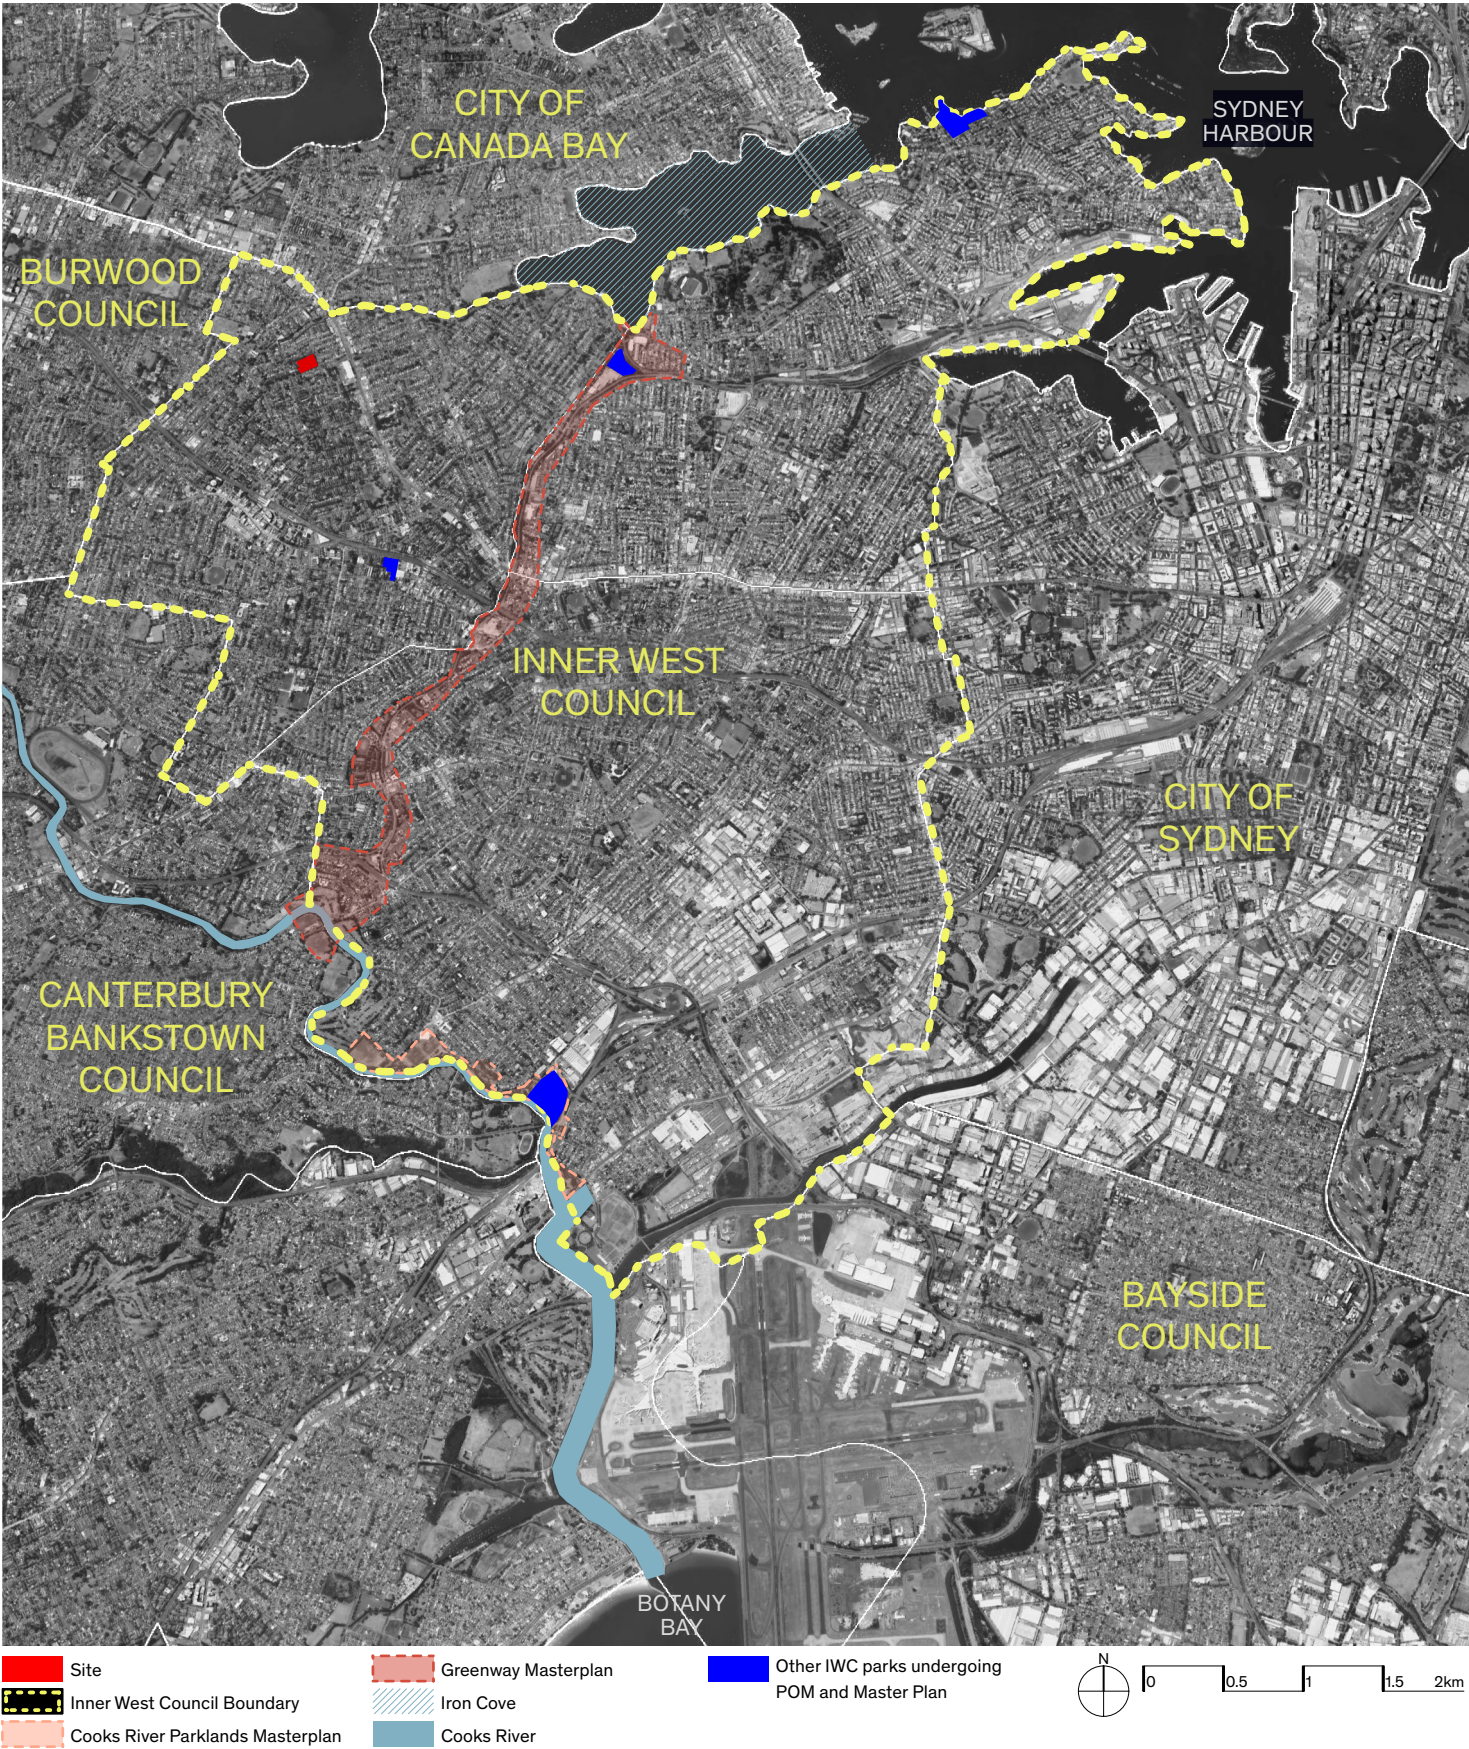 CITY OF
CANADA BAY
SYDNEY
HARBOUR
BURWOOD
COUNCIL
INNER WEST
COUNCIL
CITY OF
SYDNEY
CANTERBURY
BANKSTOWN
COUNCIL
BAYSIDE
COUNCIL
BOTANY
BAY
Site
Inner West Council Boundary
Cooks River Parklands Masterplan
Greenway Masterplan
Iron Cove
Cooks River
Other IWC parks undergoing
POM and Master Plan
N
0 0.5 1 1.5 2km